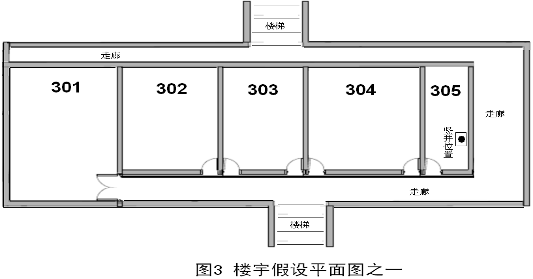 楼梯
走廊
301
302
303
304
305
走廊
竖井位置
走廊
楼梯
图3 楼宇假设平面图之一